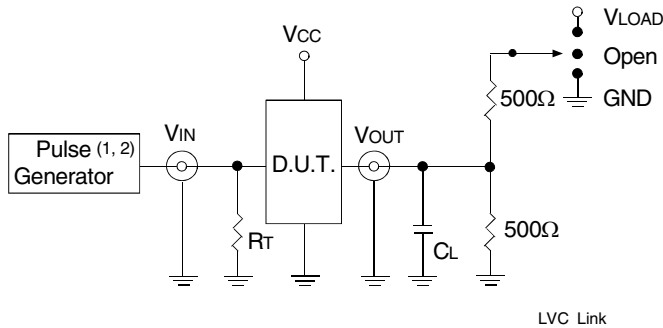 VLOAD
VCC
Open
500Ω
GND
VIN
VOUT
Pulse (1, 2)
Generator
D.U.T.
RT
CL
500Ω
LVC Link